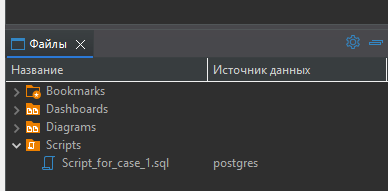 Файлы
Название Источник данных
Bookmarks
Dashboards
Diagrams
Scripts
Script_for_case_1.sql postgres